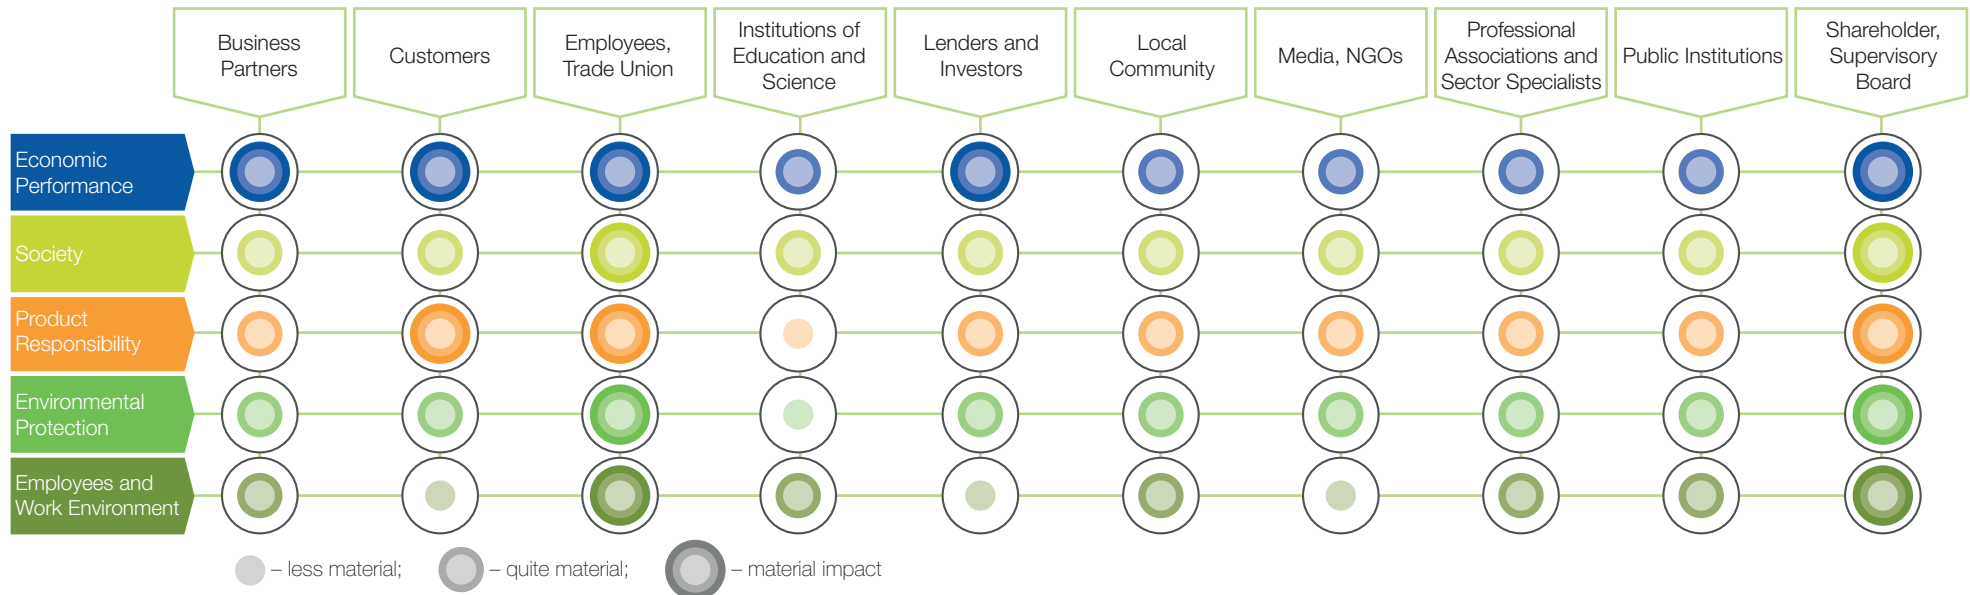 Business
Partners
Customers
Employees,
Trade Union
Institutions of
Education and
Science
Lenders and
Investors
Local
Community
Media, NGOs
Professional
Associations and
Sector Specialists
Public Institutions
Shareholder,
Supervisory
Board
Economic
Performance
Society
Product
Responsibility
Environmental
Protection
Employees and
Work Environment
– less material;
– quite material;
– material impact